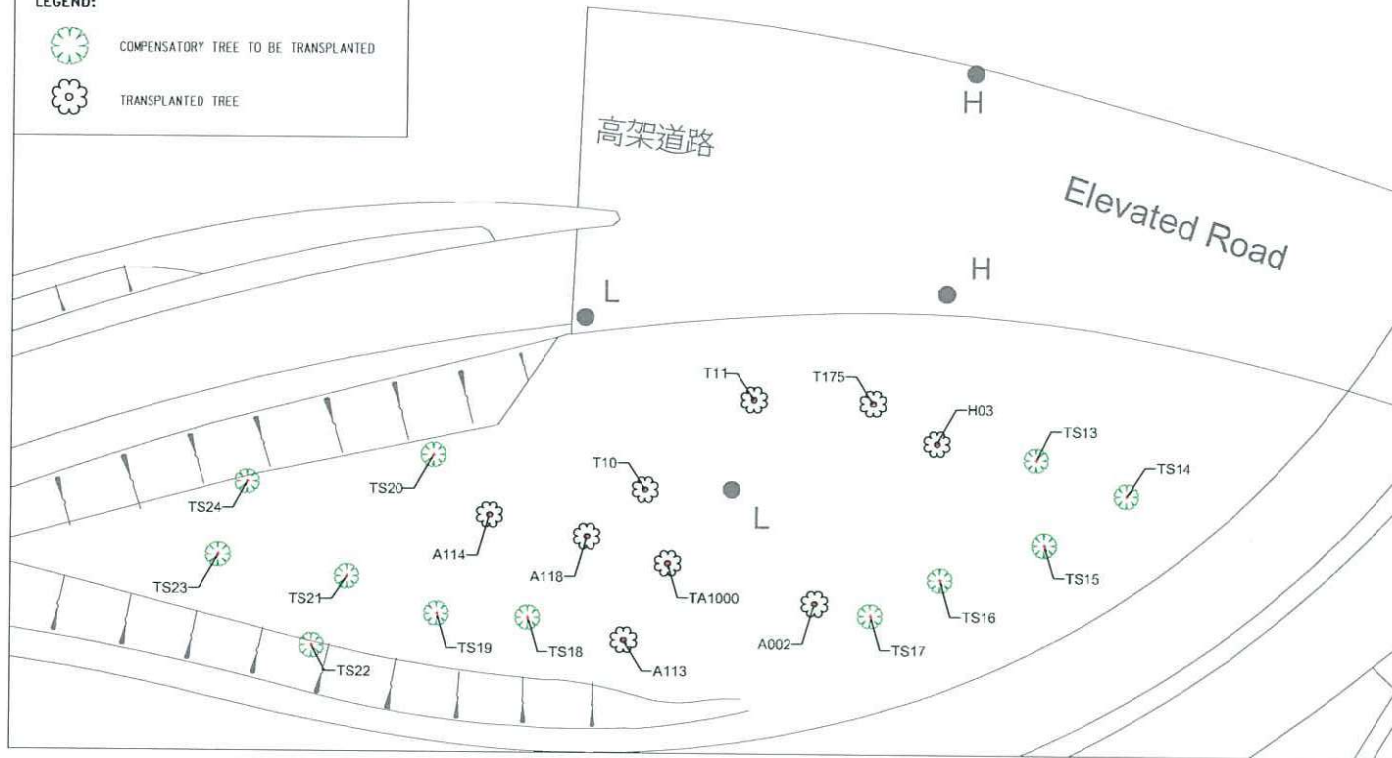 LEGEND:
COMPENSATORY TREE TO BE TRANSPLANTED
TRANSPLANTED TREE
高架道路
H
Elevated Road
H
L
T11
T175
H03
TS13
TS14
T10
TS20
TS24
L
A114
A118
TS15
TS23
TS21
TA1000
TS16
A002
TS17
TS19
TS18
A113
TS22